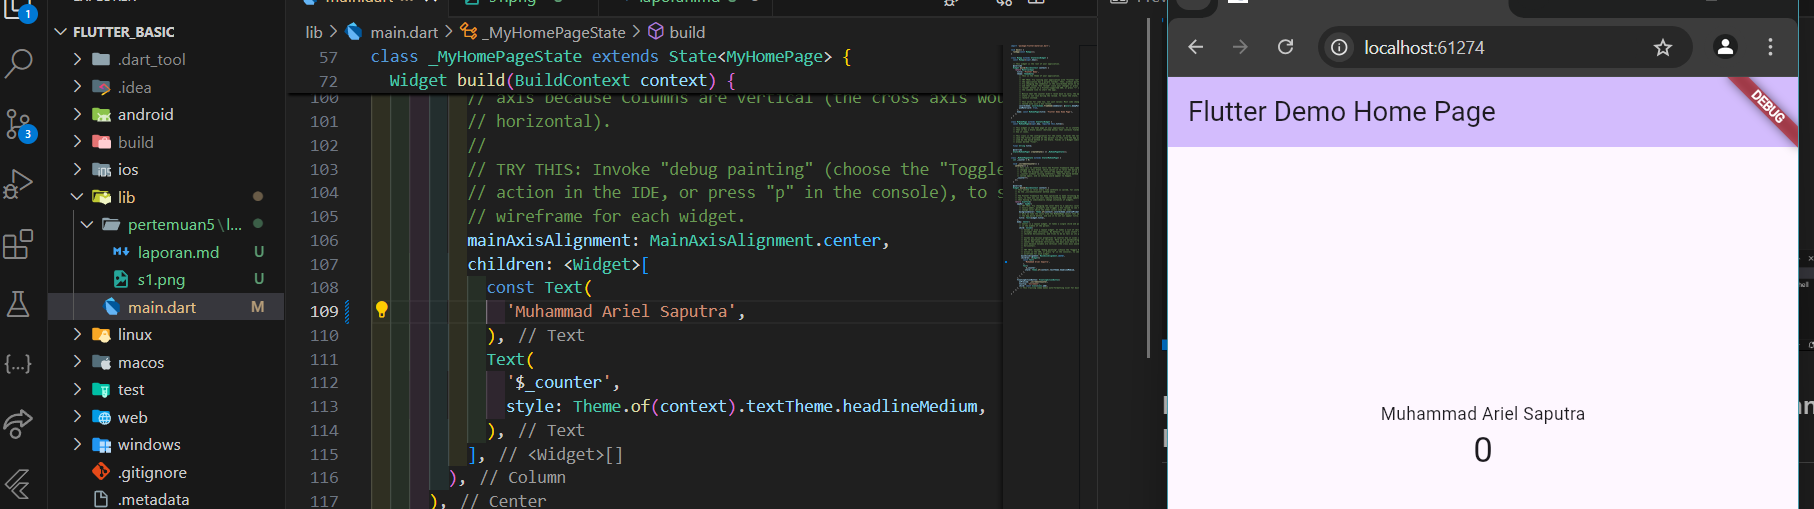 FLUTTER_BASIC
.dart_tool
.idea
android
build
ios
lib
pertemuan5\l...
laporan.md U
s1.png U
main.dart M
linux
macos
test
web
windows
.gitignore
.metadata
1
3
lib > main.dart > _MyHomePageState > build
57 class _MyHomePageState extends State<MyHomePage> {
72 Widget build(BuildContext context) {
100 // axis because Columns are vertical (the cross axis wou
101 // horizontal).
102 //
103 // TRY THIS: Invoke "debug painting" (choose the "Toggle
104 // action in the IDE, or press "p" in the console), to s
105 // wireframe for each widget.
106 mainAxisAlignment: MainAxisAlignment.center,
107 children: <Widget>[
108 const Text(
109 'Muhammad Ariel Saputra',
110 ), // Text
111 Text(
112 '$_counter',
113 style: Theme.of(context).textTheme.headlineMedium,
114 ), // Text
115 ], // <Widget>[]
116 ), // Column
117 ), // Center
localhost:61274
Flutter Demo Home Page
DEBUG
Muhammad Ariel Saputra
0